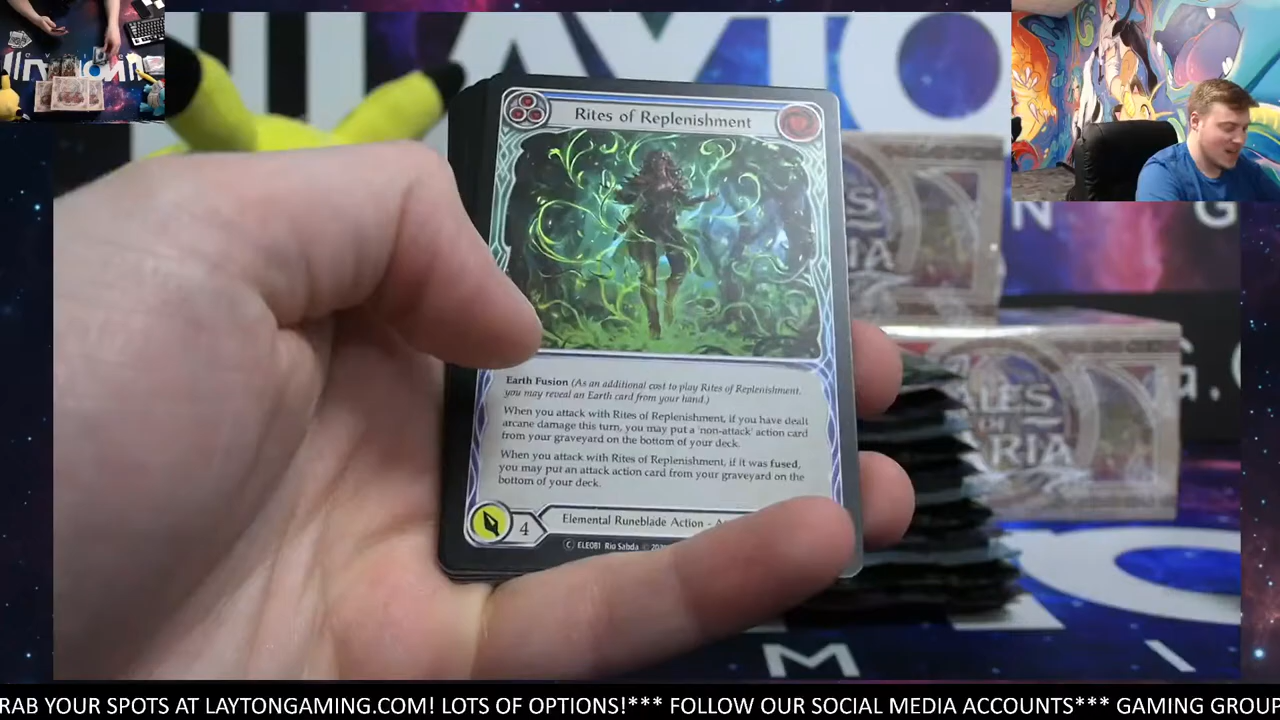 Rites of Replenishment
Earth Fusion (As an additional cost to play Rites of Replenishment,
you may reveal an Earth card from your hand.)
When you attack with Rites of Replenishment, if you have dealt
arcane damage this turn, you may put a 'non-attack' action card
from your graveyard on the bottom of your deck.
When you attack with Rites of Replenishment, if it was fused,
you may put an attack action card from your graveyard on the
bottom of your deck.
4
Elemental Runeblade Action -
C ELE081 Rio Sabda ©
ALES
OF
ARIA
N G
M I
RAB YOUR SPOTS AT LAYTONGAMING.COM! LOTS OF OPTIONS!*** FOLLOW OUR SOCIAL MEDIA ACCOUNTS*** GAMING GROUP